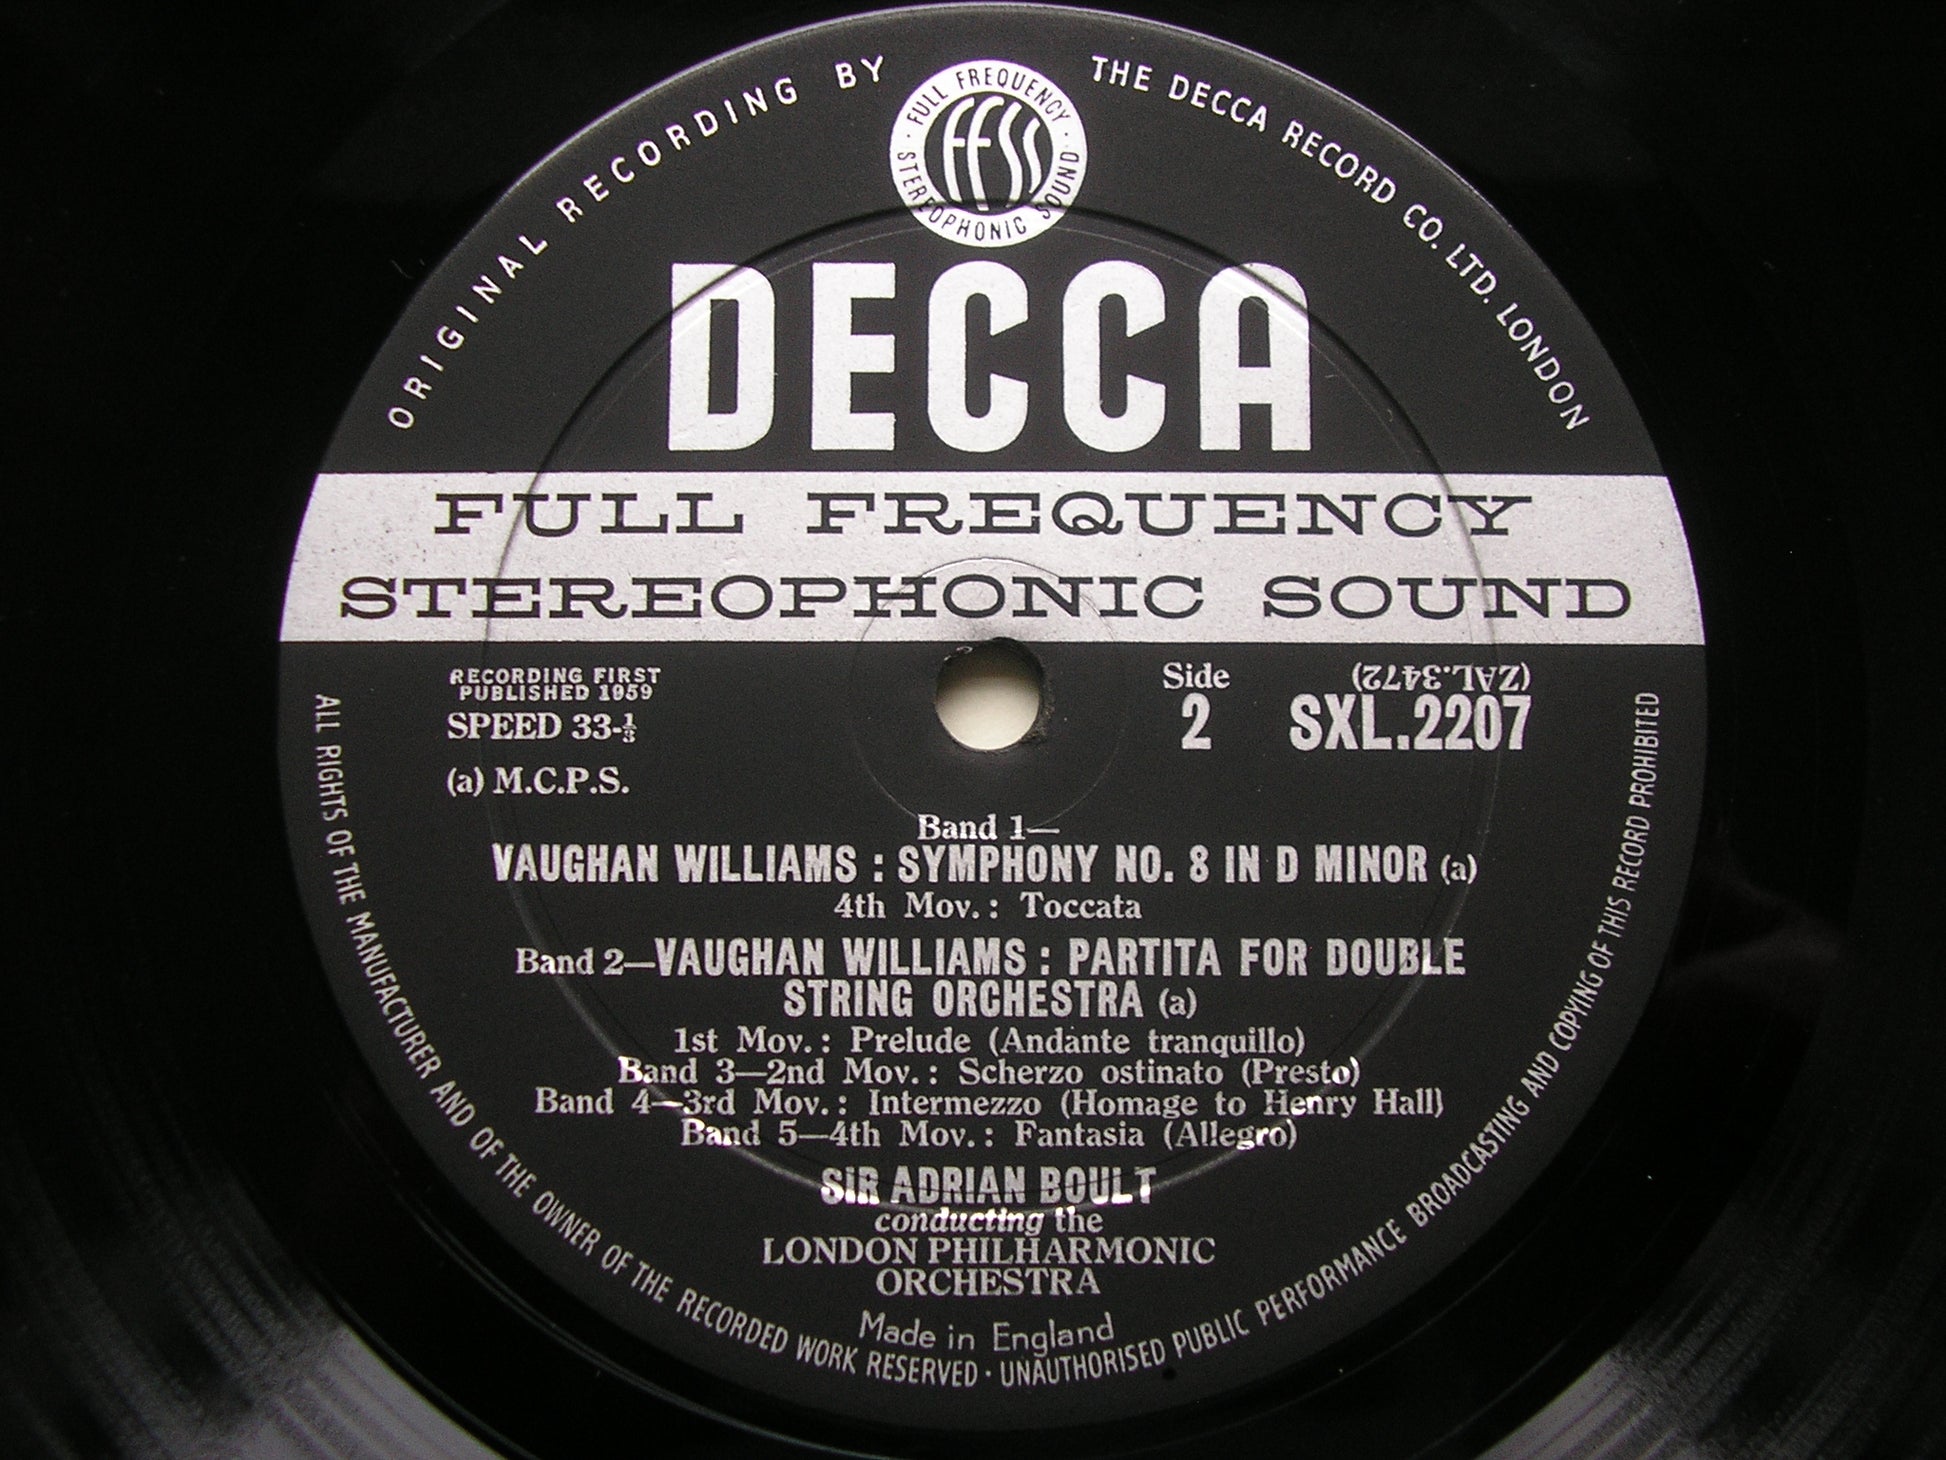 ORIGINAL RECORDING BY THE DECCA RECORD CO. LTD. LONDON
FULL FREQUENCY
FFSS
STEREOPHONIC SOUND
DECCA
FULL FREQUENCY
STEREOPHONIC SOUND
RECORDING FIRST
PUBLISHED 1959
SPEED 33-⅓
(a) M.C.P.S.
Side
2
(ZAL.3472)
SXL.2207
Band 1—
VAUGHAN WILLIAMS : SYMPHONY NO. 8 IN D MINOR (a)
4th Mov. : Toccata
Band 2—VAUGHAN WILLIAMS : PARTITA FOR DOUBLE
STRING ORCHESTRA (a)
1st Mov. : Prelude (Andante tranquillo)
Band 3—2nd Mov. : Scherzo ostinato (Presto)
Band 4—3rd Mov. : Intermezzo (Homage to Henry Hall)
Band 5—4th Mov. : Fantasia (Allegro)
SIR ADRIAN BOULT
conducting the
LONDON PHILHARMONIC
ORCHESTRA
Made in England
ALL RIGHTS OF THE MANUFACTURER AND OF THE OWNER OF THE RECORDED WORK RESERVED · UNAUTHORISED PUBLIC PERFORMANCE BROADCASTING AND COPYING OF THIS RECORD PROHIBITED